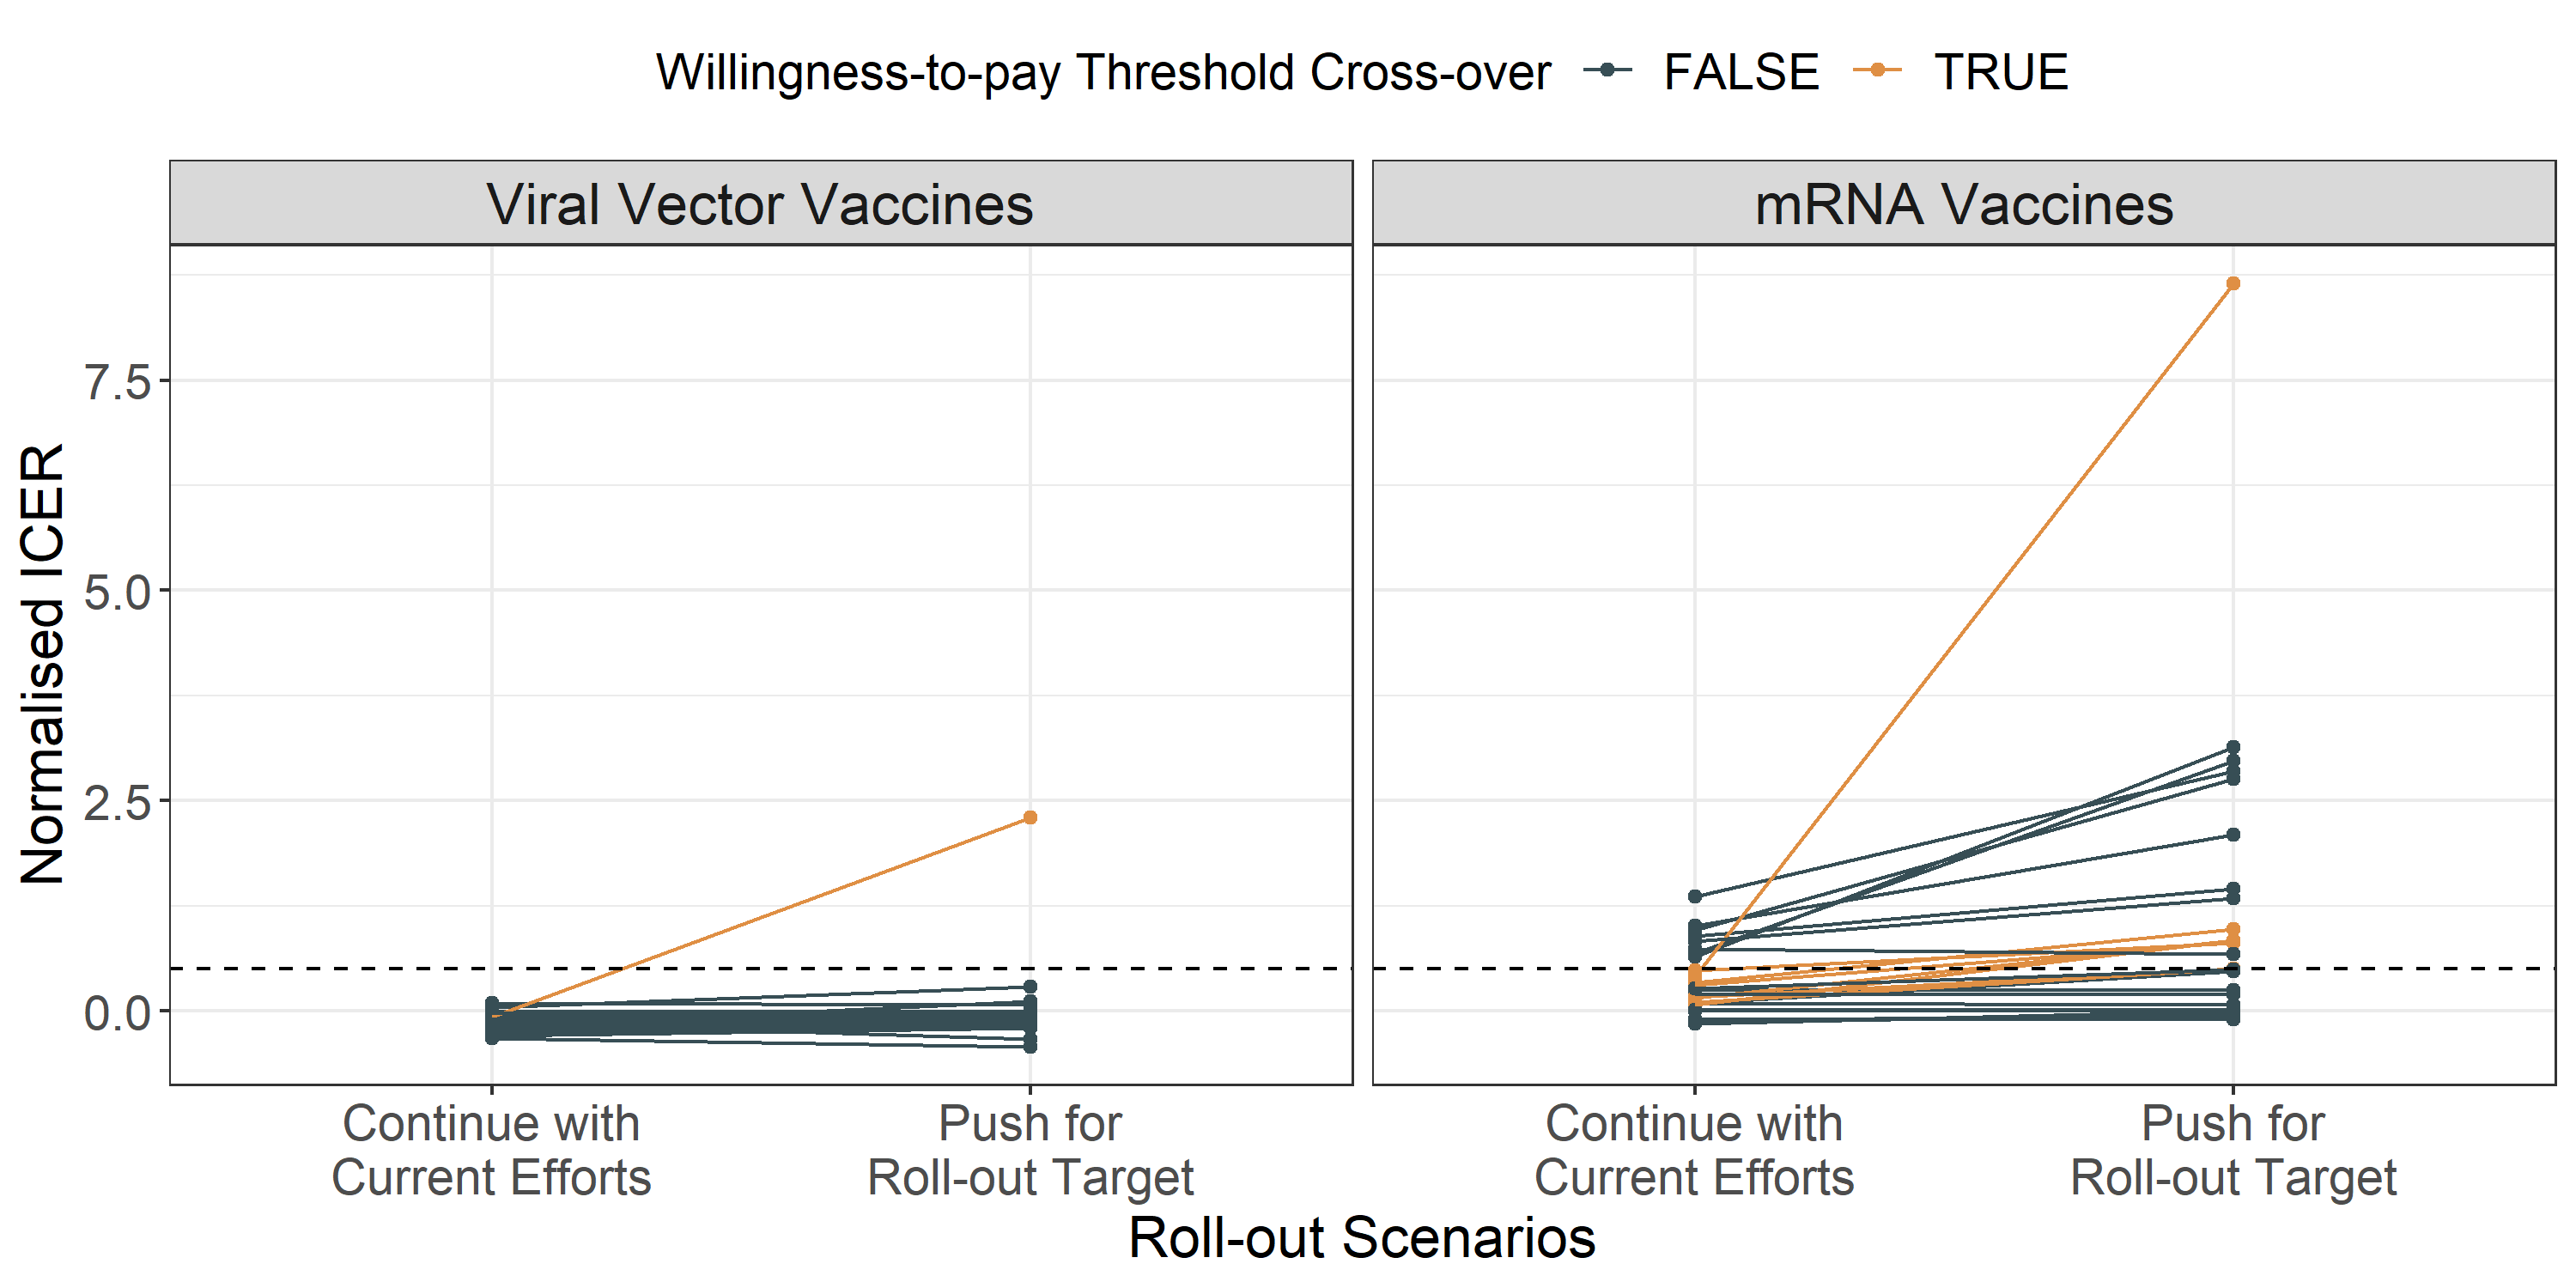 Willingness-to-pay Threshold Cross-over FALSE TRUE
Viral Vector Vaccines
mRNA Vaccines
Normalised ICER
7.5
5.0
2.5
0.0
Continue with
Current Efforts
Push for
Roll-out Target
Continue with
Current Efforts
Push for
Roll-out Target
Roll-out Scenarios